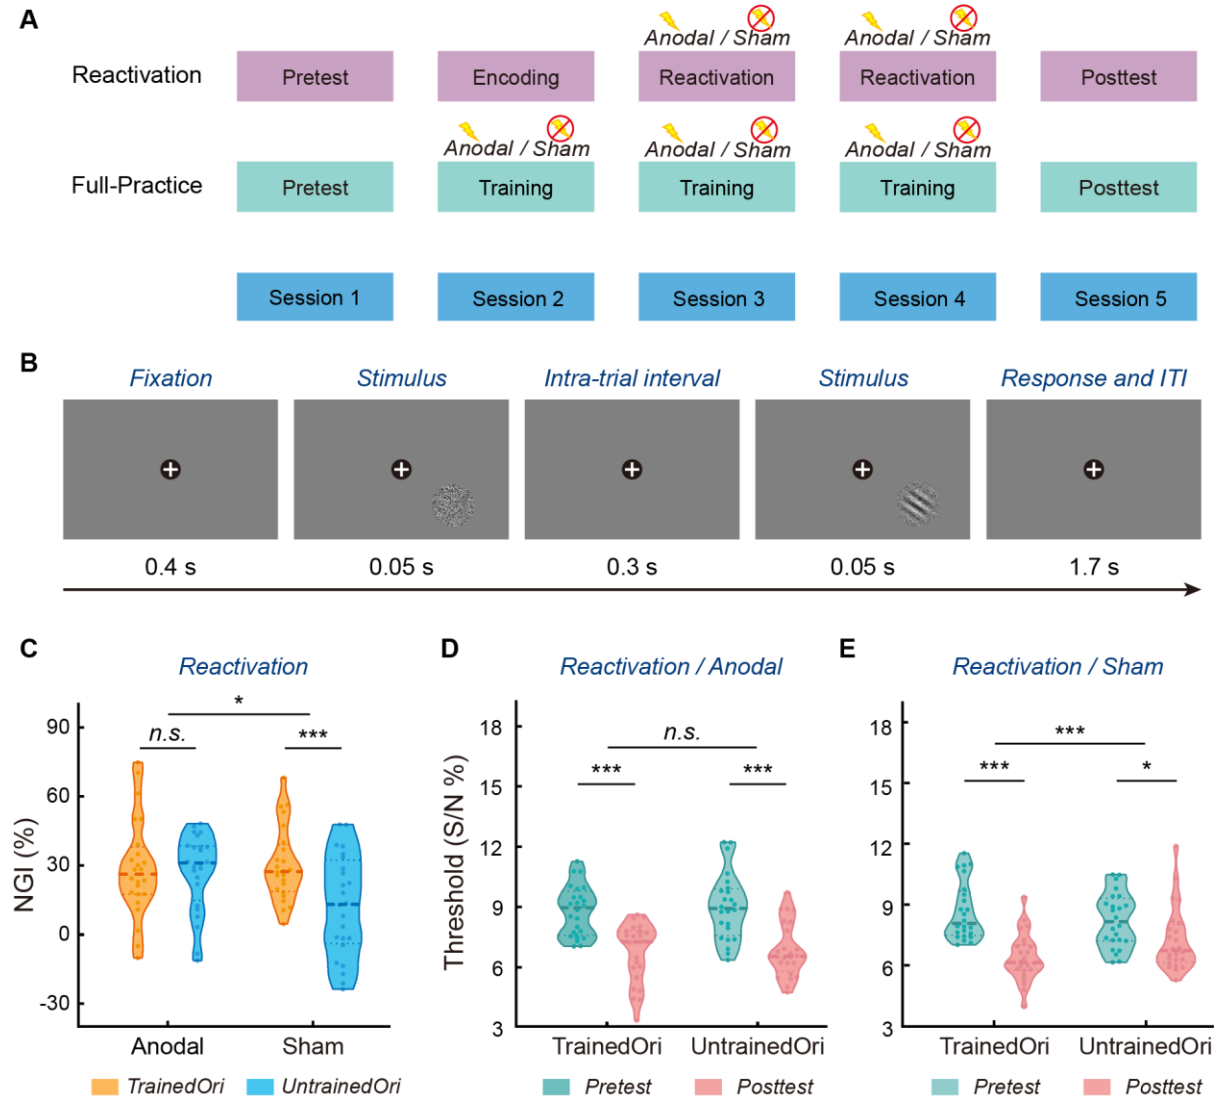 A
Anodal / Sham Anodal / Sham
Reactivation Pretest Encoding Reactivation Reactivation Posttest
Anodal / Sham Anodal / Sham Anodal / Sham
Full-Practice Pretest Training Training Training Posttest
Session 1 Session 2 Session 3 Session 4 Session 5
B
Fixation Stimulus Intra-trial interval Stimulus Response and ITI
0.4 s 0.05 s 0.3 s 0.05 s 1.7 s
C
Reactivation
NGI (%)
90
60
30
0
-30
*
n.s.
***
Anodal Sham
TrainedOri UntrainedOri
D
Reactivation / Anodal
Threshold (S/N %)
18
15
12
9
6
3
n.s.
*** ***
TrainedOri UntrainedOri
Pretest Posttest
E
Reactivation / Sham
18
15
12
9
6
3
***
*** *
TrainedOri UntrainedOri
Pretest Posttest